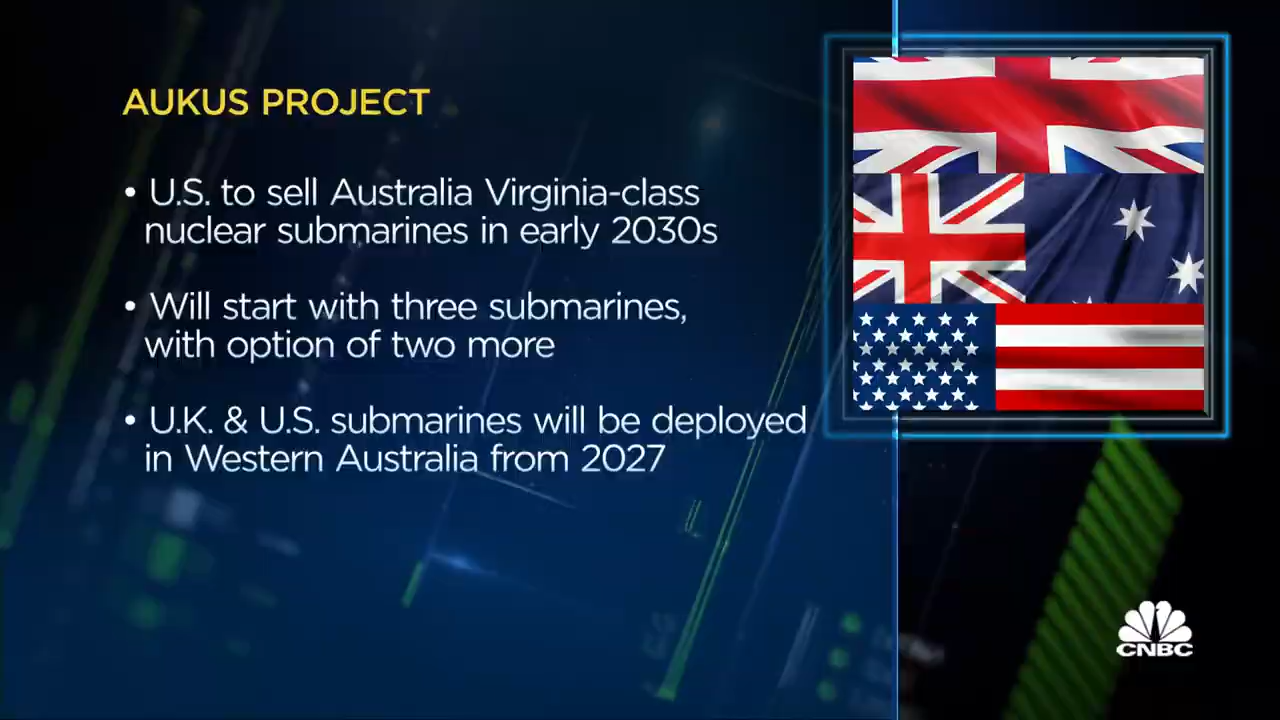 AUKUS PROJECT
• U.S. to sell Australia Virginia-class
nuclear submarines in early 2030s
• Will start with three submarines,
with option of two more
• U.K. & U.S. submarines will be deployed
in Western Australia from 2027
CNBC